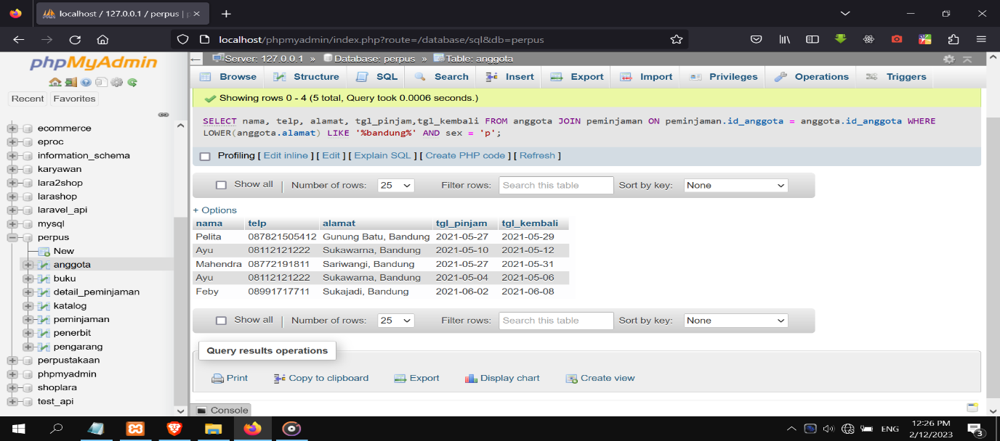 localhost / 127.0.0.1 / perpus | p
localhost/phpmyadmin/index.php?route=/database/sql&db=perpus
phpMyAdmin
Recent Favorites
ecommerce
eproc
information_schema
karyawan
lara2shop
larashop
laravel_api
mysql
perpus
New
anggota
buku
detail_peminjaman
katalog
peminjaman
penerbit
pengarang
perpustakaan
phpmyadmin
shoplara
test_api
Server: 127.0.0.1 » Database: perpus » Table: anggota
Browse Structure SQL Search Insert Export Import Privileges Operations Triggers
Showing rows 0 - 4 (5 total, Query took 0.0006 seconds.)
SELECT nama, telp, alamat, tgl_pinjam,tgl_kembali FROM anggota JOIN peminjaman ON peminjaman.id_anggota = anggota.id_anggota WHERE
LOWER(anggota.alamat) LIKE '%bandung%' AND sex = 'p';
Profiling [ Edit inline ] [ Edit ] [ Explain SQL ] [ Create PHP code ] [ Refresh ]
Show all | Number of rows: 25 Filter rows: Search this table Sort by key: None
+ Options
nama telp alamat tgl_pinjam tgl_kembali
Pelita 087821505412 Gunung Batu, Bandung 2021-05-27 2021-05-29
Ayu 08112121222 Sukawarna, Bandung 2021-05-10 2021-05-12
Mahendra 08772191811 Sariwangi, Bandung 2021-05-27 2021-05-31
Ayu 08112121222 Sukawarna, Bandung 2021-05-04 2021-05-06
Feby 08991717711 Sukajadi, Bandung 2021-06-02 2021-06-08
Show all | Number of rows: 25 Filter rows: Search this table Sort by key: None
Query results operations
Print Copy to clipboard Export Display chart Create view
Console
ENG
12:26 PM
2/12/2023
3